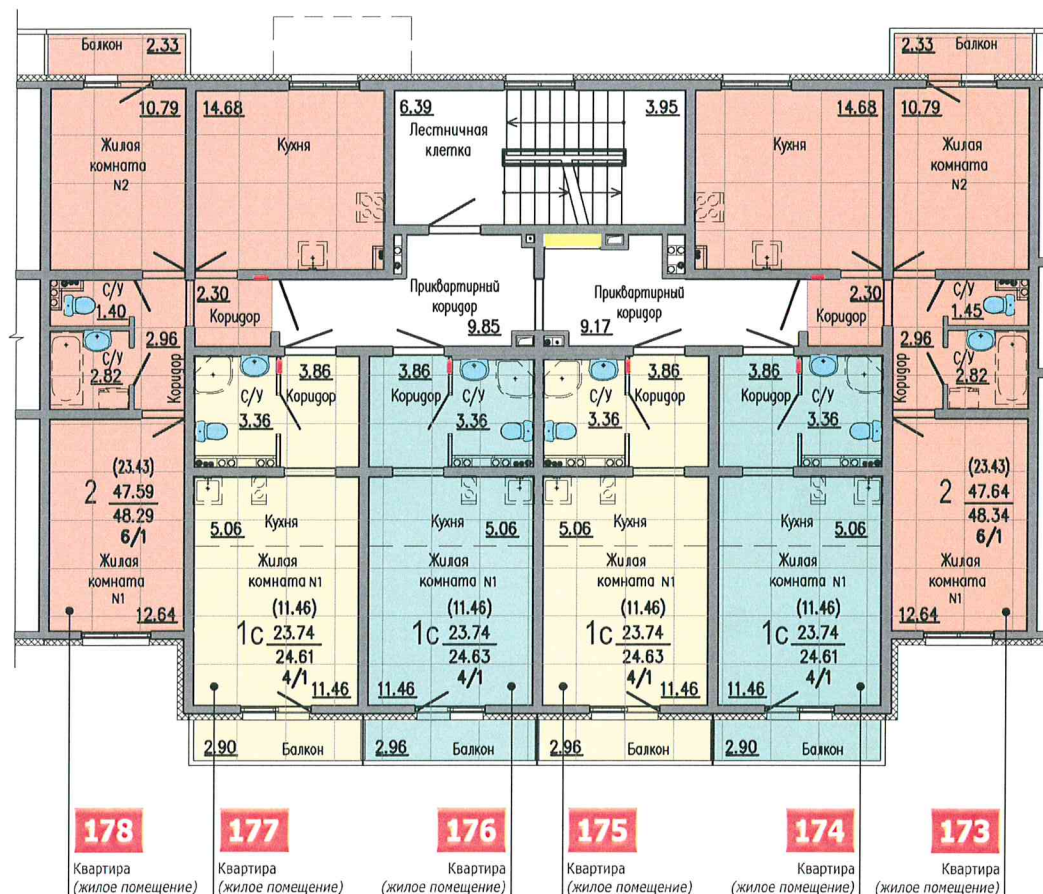 Балкон 2.33
2.33 Балкон
10.79
14.68
6.39
3.95
14.68
10.79
Лестничная
клетка
Жилая
комната
N2
Кухня
Кухня
Жилая
комната
N2
С/У
1.40
2.30
Коридор
Приквартирный
коридор
9.85
Приквартирный
коридор
9.17
2.30
Коридор
С/У
1.45
2.96
Коридор
С/У
2.82
2.96
Коридор
С/У
2.82
С/У
3.36
3.86
Коридор
3.86
Коридор
С/У
3.36
С/У
3.36
3.86
Коридор
3.86
Коридор
С/У
3.36
(23.43)
2 47.59
48.29
6/1
Жилая
комната
N1
12.64
5.06
Кухня
Жилая
комната N1
(11.46)
1с 23.74
24.61
4/1
11.46
Кухня
5.06
Жилая
комната N1
(11.46)
1с 23.74
24.63
4/1
11.46
5.06
Кухня
Жилая
комната N1
(11.46)
1с 23.74
24.63
4/1
11.46
Кухня
5.06
Жилая
комната N1
(11.46)
1с 23.74
24.61
4/1
11.46
(23.43)
2 47.64
48.34
6/1
Жилая
комната
N1
12.64
2.90 Балкон
2.96 Балкон
2.96 Балкон
2.90 Балкон
178
Квартира
(жилое помещение)
177
Квартира
(жилое помещение)
176
Квартира
(жилое помещение)
175
Квартира
(жилое помещение)
174
Квартира
(жилое помещение)
173
Квартира
(жилое помещение)